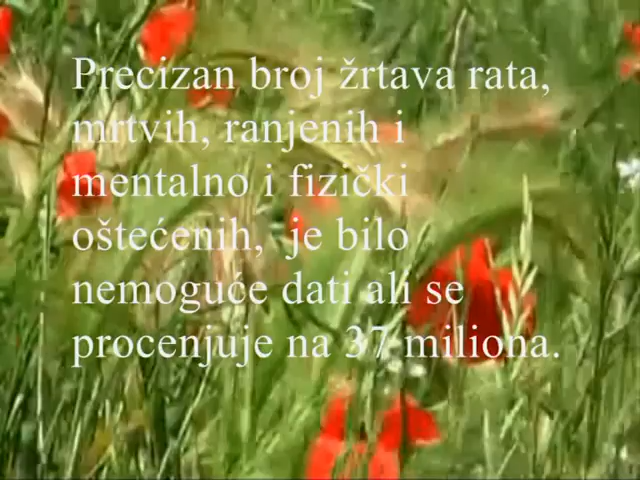 Precizan broj žrtava rata,
mrtvih, ranjenih i
mentalno i fizički
oštećenih,  je bilo
nemoguće dati ali se
procenjuje na 37 miliona.